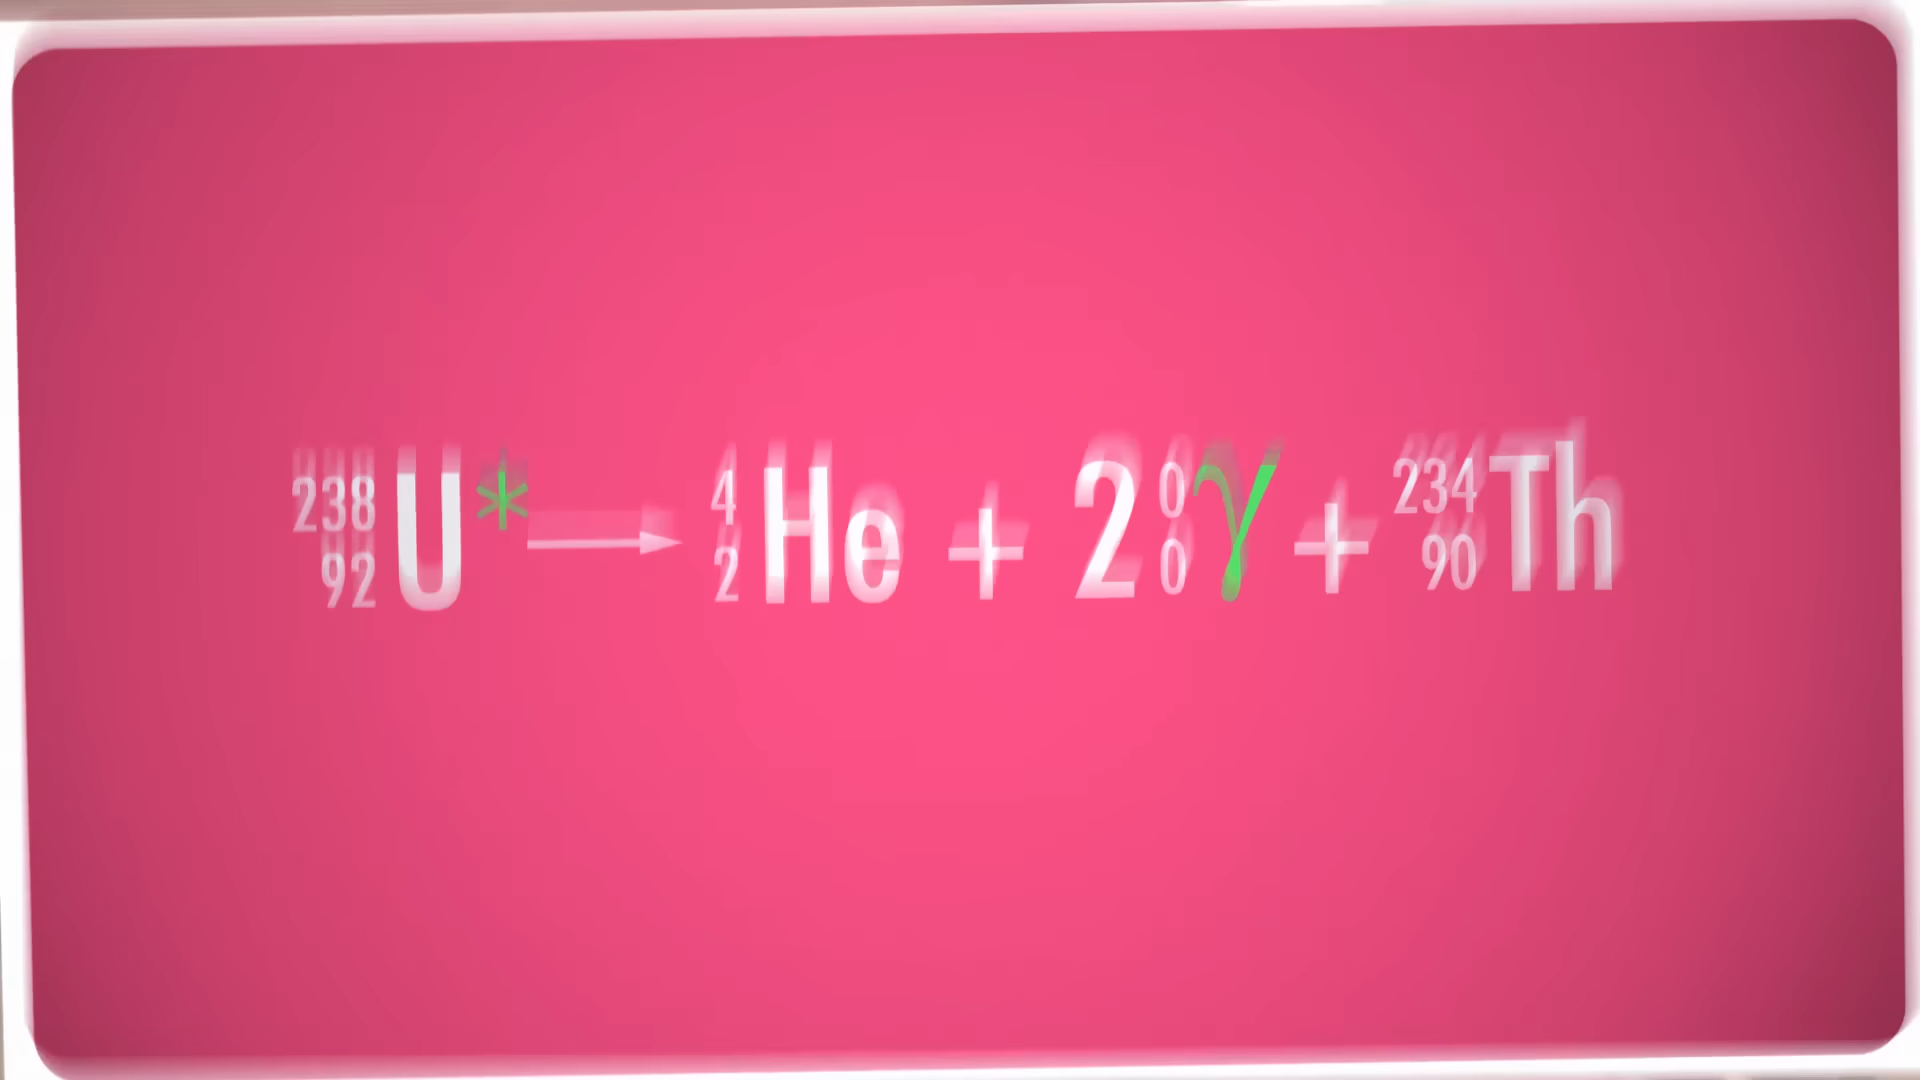 ²³⁸₉₂U* → ⁴₂He + 2⁰₀γ + ²³⁴₉₀Th